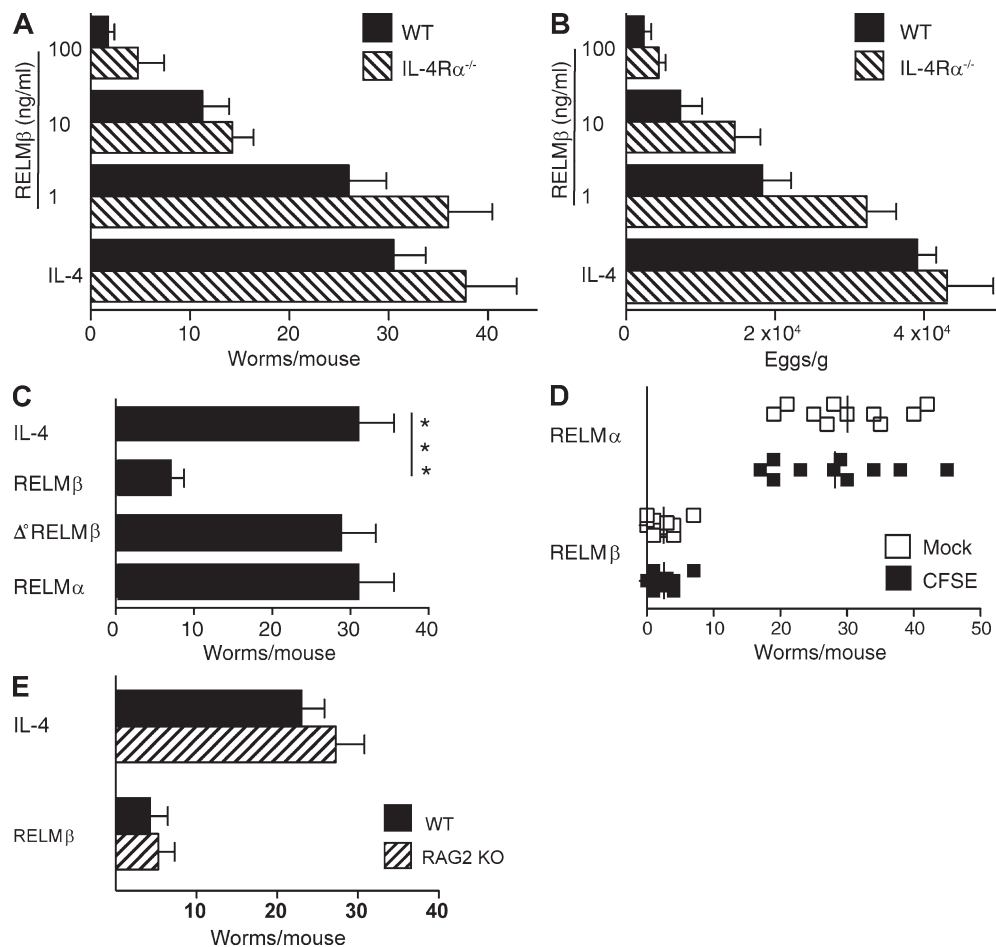 A
RELMβ (ng/ml)
100
10
1
IL-4
WT
IL-4Rα-/-
0 10 20 30 40
Worms/mouse
B
RELMβ (ng/ml)
100
10
1
IL-4
WT
IL-4Rα-/-
0 2 x10⁴ 4 x10⁴
Eggs/g
C
IL-4
RELMβ
Δ°RELMβ
RELMα
*
*
*
0 10 20 30 40
Worms/mouse
D
RELMα
RELMβ
Mock
CFSE
0 10 20 30 40 50
Worms/mouse
E
IL-4
RELMβ
WT
RAG2 KO
10 20 30 40
Worms/mouse